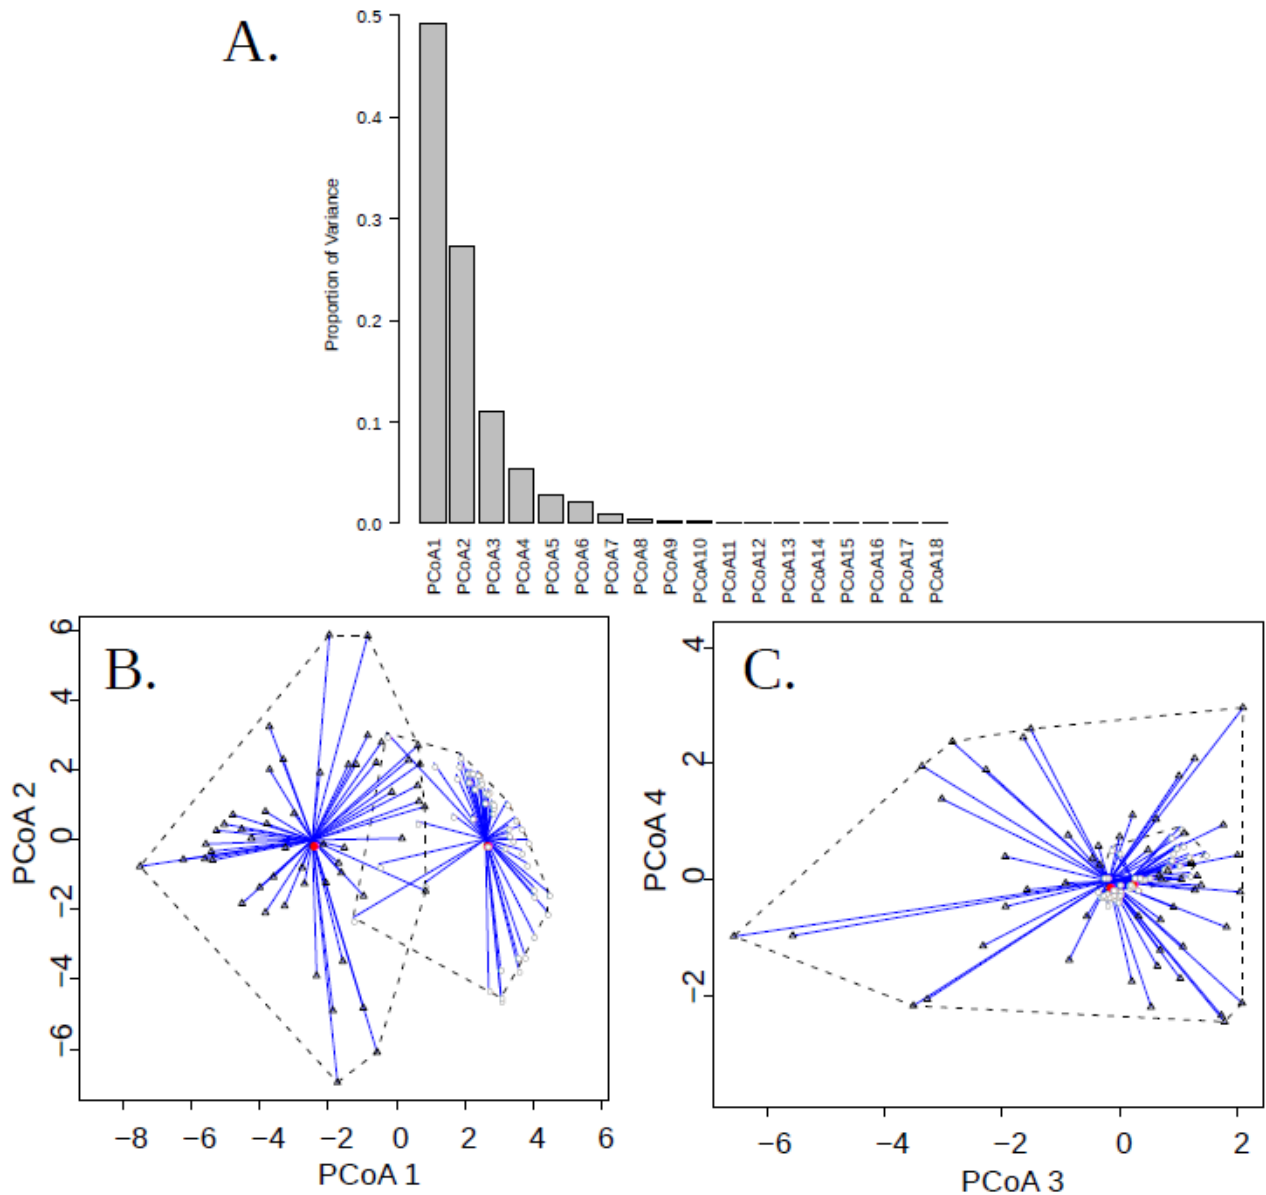 A.
Proportion of Variance
0.5
0.4
0.3
0.2
0.1
0.0
PCoA1 PCoA2 PCoA3 PCoA4 PCoA5 PCoA6 PCoA7 PCoA8 PCoA9 PCoA10 PCoA11 PCoA12 PCoA13 PCoA14 PCoA15 PCoA16 PCoA17 PCoA18
B.
PCoA 2
6
4
2
0
−2
−4
−6
−8 −6 −4 −2 0 2 4 6
PCoA 1
C.
PCoA 4
4
2
0
−2
−6 −4 −2 0 2
PCoA 3